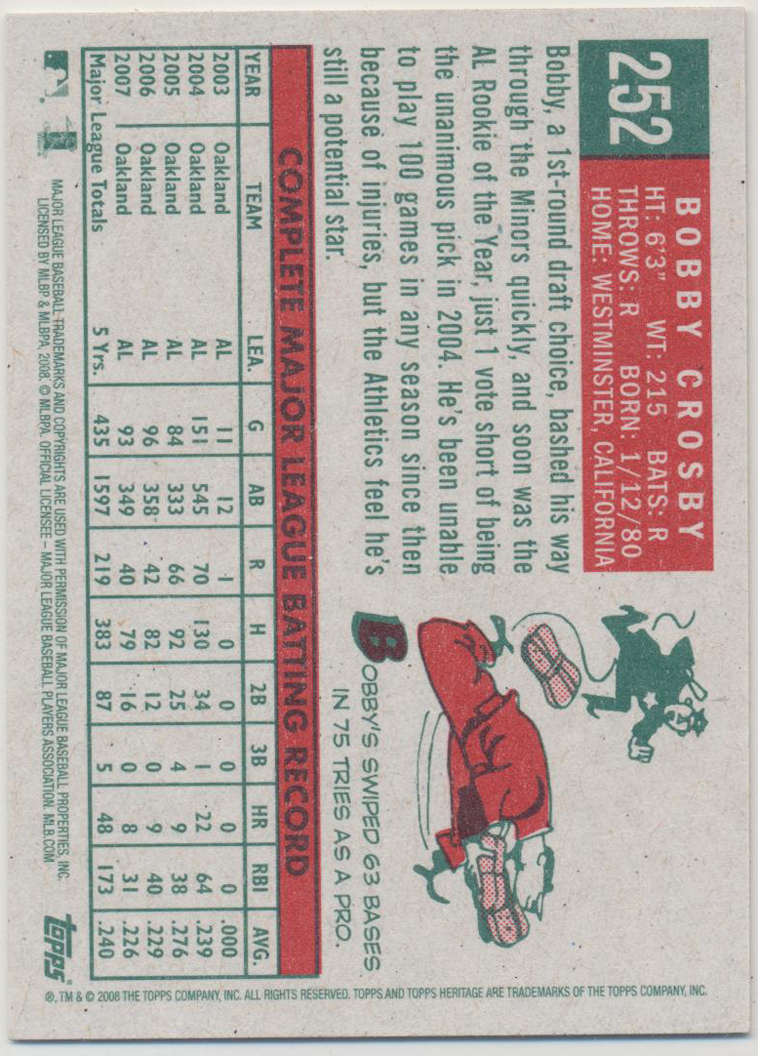 252
BOBBY CROSBY
HT: 6'3" WT: 215 BATS: R
THROWS: R BORN: 1/12/80
HOME: WESTMINSTER, CALIFORNIA
Bobby, a 1st-round draft choice, bashed his way
through the Minors quickly, and soon was the
AL Rookie of the Year, just 1 vote short of being
the unanimous pick in 2004. He's been unable
to play 100 games in any season since then
because of injuries, but the Athletics feel he's
still a potential star.
BOBBY'S SWIPED 63 BASES
IN 75 TRIES AS A PRO.
COMPLETE MAJOR LEAGUE BATTING RECORD
YEAR TEAM LEA. G AB R H 2B 3B HR RBI AVG.
2003 Oakland AL 11 12 1 0 0 0 0 0 .000
2004 Oakland AL 151 545 70 130 34 1 22 64 .239
2005 Oakland AL 84 333 66 92 25 4 9 38 .276
2006 Oakland AL 96 358 42 82 12 0 9 40 .229
2007 Oakland AL 93 349 40 79 16 0 8 31 .226
Major League Totals 5 Yrs. 435 1597 219 383 87 5 48 173 .240
MAJOR LEAGUE BASEBALL TRADEMARKS AND COPYRIGHTS ARE USED WITH PERMISSION OF MAJOR LEAGUE BASEBALL PROPERTIES, INC.
LICENSED BY MLBP & MLBPA, 2008. © MLBPA. OFFICIAL LICENSEE – MAJOR LEAGUE BASEBALL PLAYERS ASSOCIATION. MLB.COM
TOPPS
®, TM & © 2008 THE TOPPS COMPANY, INC. ALL RIGHTS RESERVED. TOPPS AND TOPPS HERITAGE ARE TRADEMARKS OF THE TOPPS COMPANY, INC.